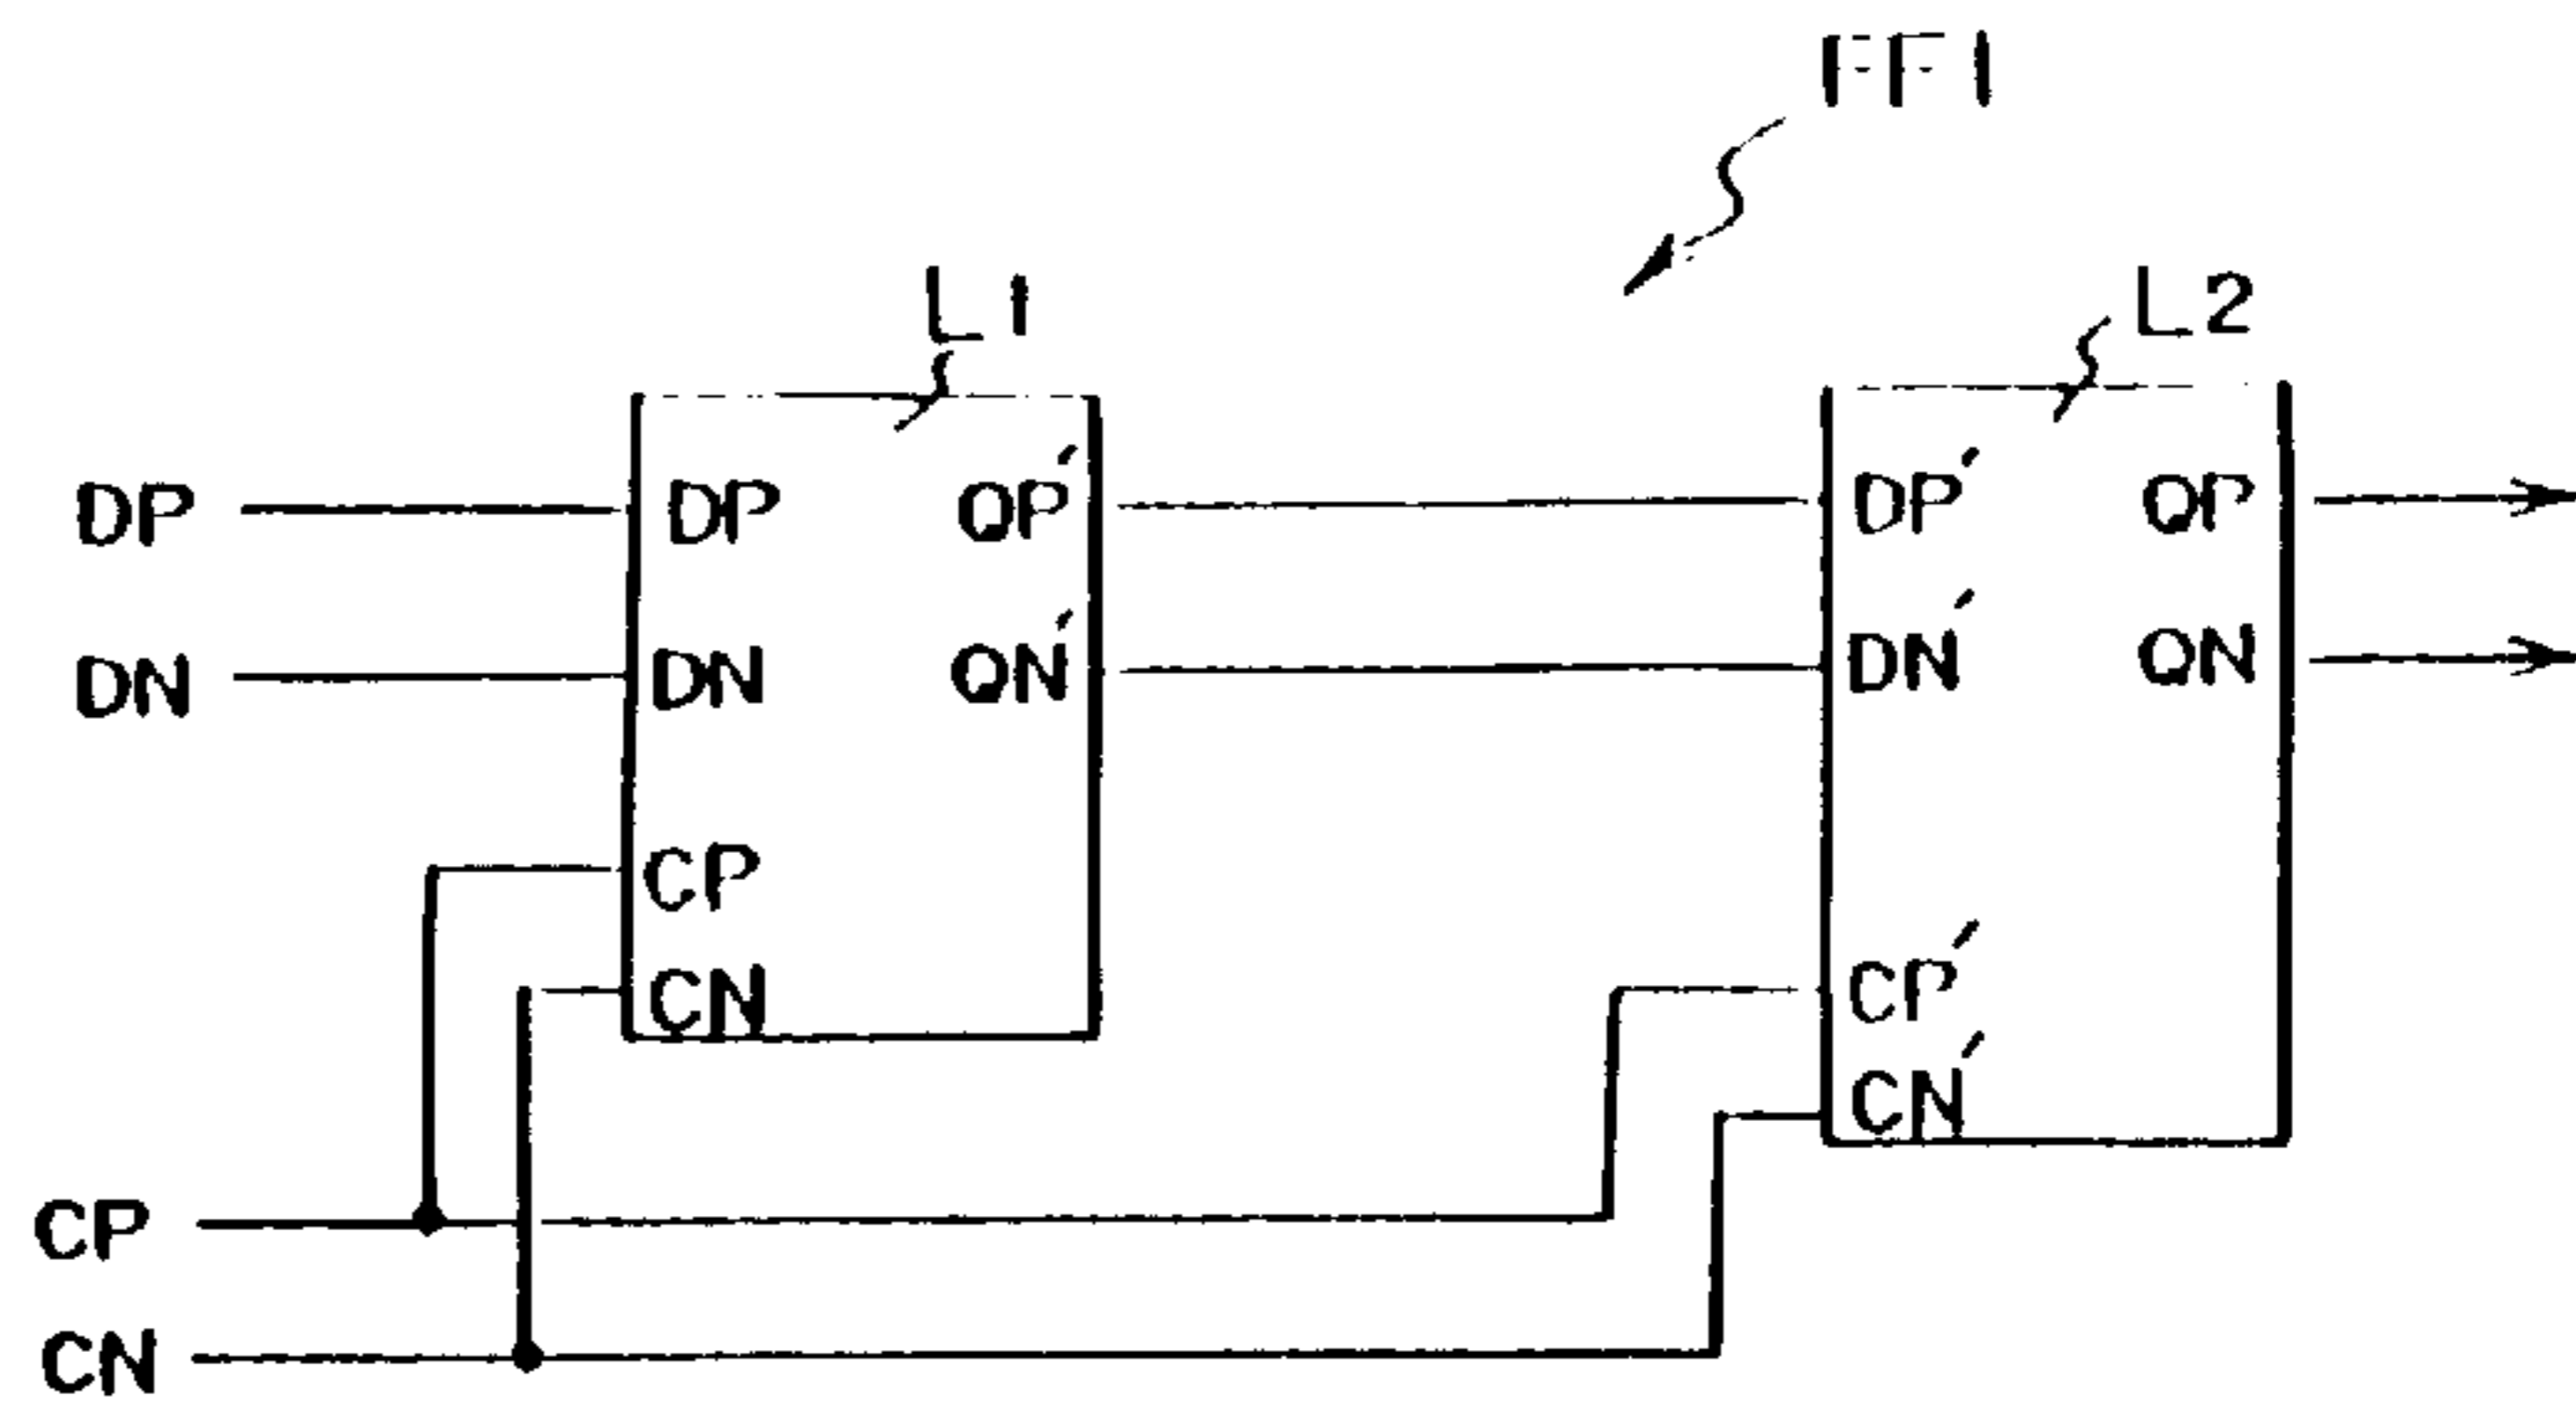 FF1
L1
L2
DP
DP
QP′
DP′
QP
DN
DN
QN′
DN′
QN
CP
CN
CP′
CN′
CP
CN